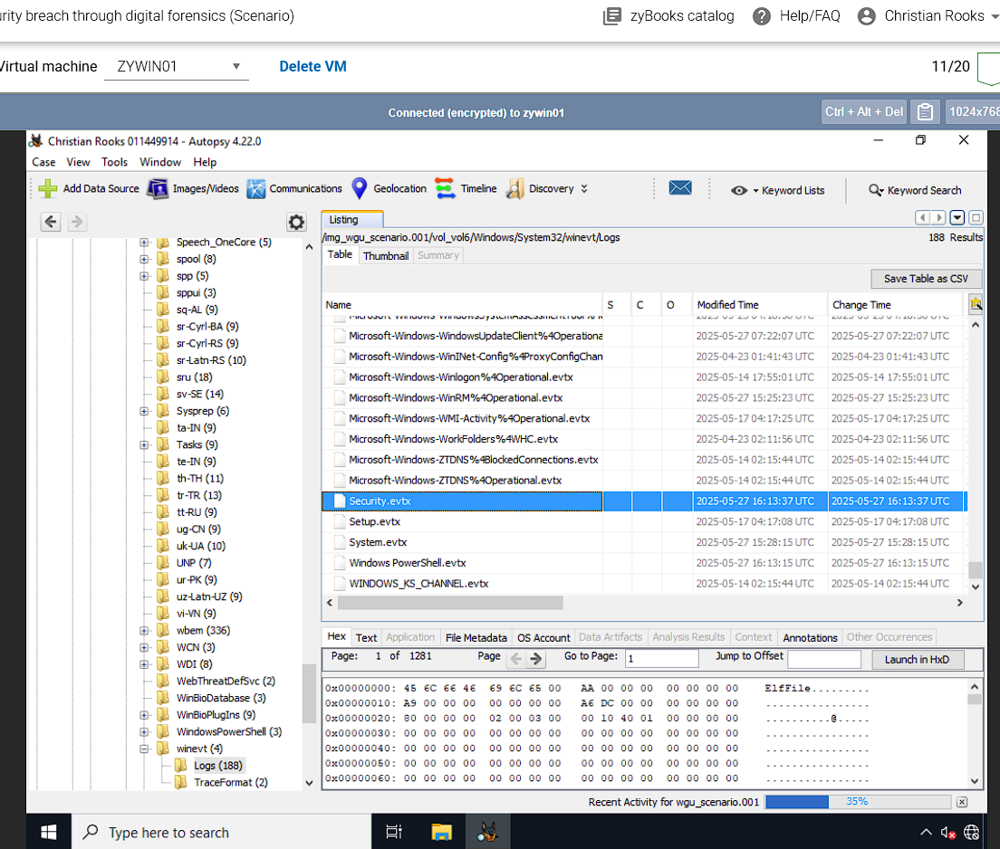 urity breach through digital forensics (Scenario)
zyBooks catalog
Help/FAQ
Christian Rooks
Virtual machine
ZYWIN01
Delete VM
11/20
Connected (encrypted) to zywin01
Ctrl + Alt + Del
1024x768
Christian Rooks 011449914 - Autopsy 4.22.0
Case View Tools Window Help
Add Data Source
Images/Videos
Communications
Geolocation
Timeline
Discovery
Keyword Lists
Keyword Search
Speech_OneCore (5)
spool (8)
spp (5)
sppui (3)
sq-AL (9)
sr-Cyrl-BA (9)
sr-Cyrl-RS (9)
sr-Latn-RS (10)
sru (18)
sv-SE (14)
Sysprep (6)
ta-IN (9)
Tasks (9)
te-IN (9)
th-TH (11)
tr-TR (13)
tt-RU (9)
ug-CN (9)
uk-UA (10)
UNP (7)
ur-PK (9)
uz-Latn-UZ (9)
vi-VN (9)
wbem (336)
WCN (3)
WDI (8)
WebThreatDefSvc (2)
WinBioDatabase (3)
WinBioPlugIns (9)
WindowsPowerShell (3)
winevt (4)
Logs (188)
TraceFormat (2)
Listing
/img_wgu_scenario.001/vol_vol6/Windows/System32/winevt/Logs
188 Results
Table Thumbnail Summary
Save Table as CSV
Name S C O Modified Time Change Time
Microsoft-Windows-WindowsUpdateClient%4Operationa 2025-05-27 07:22:07 UTC 2025-05-27 07:22:07 UTC
Microsoft-Windows-WinINet-Config%4ProxyConfigChan 2025-04-23 01:41:43 UTC 2025-04-23 01:41:43 UTC
Microsoft-Windows-Winlogon%4Operational.evtx 2025-05-14 17:55:01 UTC 2025-05-14 17:55:01 UTC
Microsoft-Windows-WinRM%4Operational.evtx 2025-05-27 15:25:23 UTC 2025-05-27 15:25:23 UTC
Microsoft-Windows-WMI-Activity%4Operational.evtx 2025-05-17 04:17:25 UTC 2025-05-17 04:17:25 UTC
Microsoft-Windows-WorkFolders%4WHC.evtx 2025-04-23 02:11:56 UTC 2025-04-23 02:11:56 UTC
Microsoft-Windows-ZTDNS%4BlockedConnections.evtx 2025-05-14 02:15:44 UTC 2025-05-14 02:15:44 UTC
Microsoft-Windows-ZTDNS%4Operational.evtx 2025-05-14 02:15:44 UTC 2025-05-14 02:15:44 UTC
Security.evtx 2025-05-27 16:13:37 UTC 2025-05-27 16:13:37 UTC
Setup.evtx 2025-05-17 04:17:08 UTC 2025-05-17 04:17:08 UTC
System.evtx 2025-05-27 15:28:15 UTC 2025-05-27 15:28:15 UTC
Windows PowerShell.evtx 2025-05-27 16:13:15 UTC 2025-05-27 16:13:15 UTC
WINDOWS_KS_CHANNEL.evtx 2025-05-14 02:15:44 UTC 2025-05-14 02:15:44 UTC
Hex Text Application File Metadata OS Account Data Artifacts Analysis Results Context Annotations Other Occurrences
Page: 1 of 1281 Page Go to Page: 1 Jump to Offset Launch in HxD
0x00000000: 45 6C 66 46 69 6C 65 00 AA 00 00 00 00 00 00 00 ElfFile.........
0x00000010: A9 00 00 00 00 00 00 00 A6 DC 00 00 00 00 00 00 ................
0x00000020: 80 00 00 00 02 00 03 00 00 10 40 01 00 00 00 00 ..........@.....
0x00000030: 00 00 00 00 00 00 00 00 00 00 00 00 00 00 00 00 ................
0x00000040: 00 00 00 00 00 00 00 00 00 00 00 00 00 00 00 00 ................
0x00000050: 00 00 00 00 00 00 00 00 00 00 00 00 00 00 00 00 ................
0x00000060: 00 00 00 00 00 00 00 00 00 00 00 00 00 00 00 00 ................
Recent Activity for wgu_scenario.001 35%
Type here to search